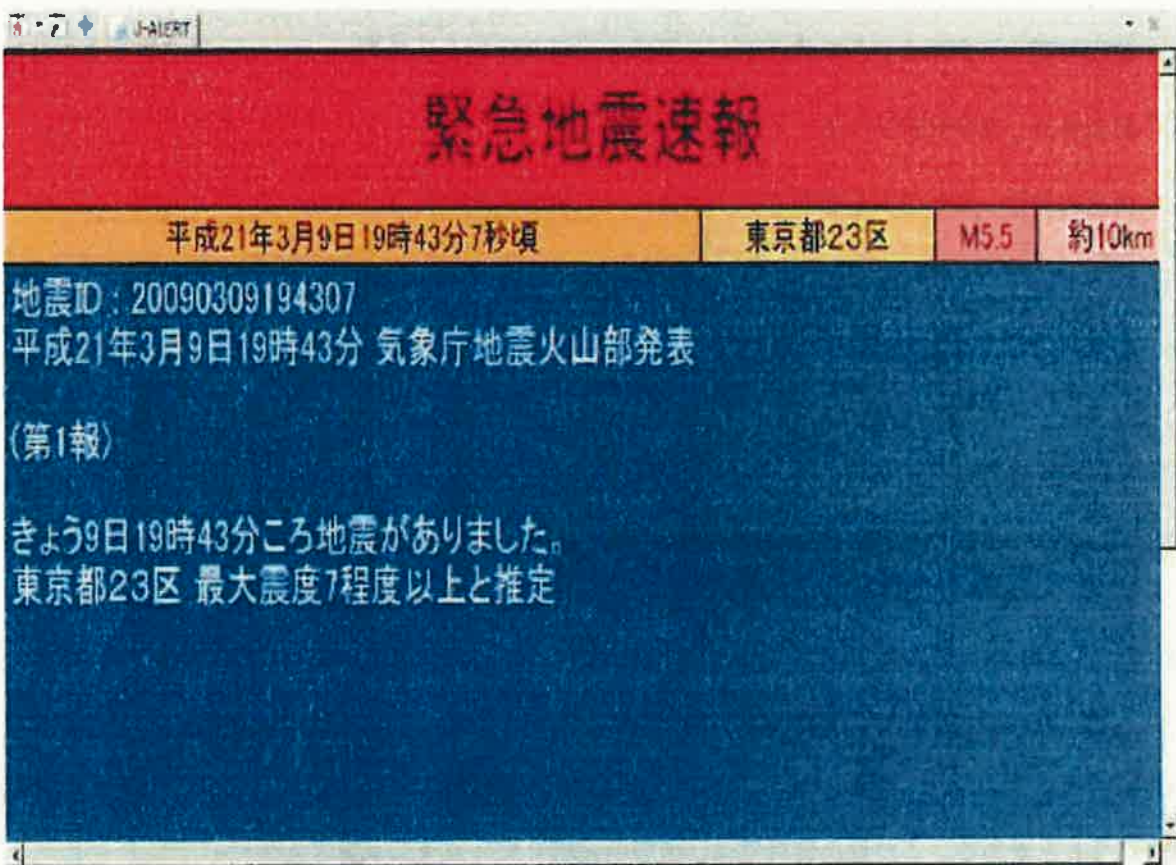 J-ALERT
緊急地震速報
平成21年3月9日19時43分7秒頃 東京都23区 M5.5 約10km
地震ID:20090309194307
平成21年3月9日19時43分 気象庁地震火山部発表
(第1報)
きょう9日19時43分ころ地震がありました。
東京都23区 最大震度7程度以上と推定